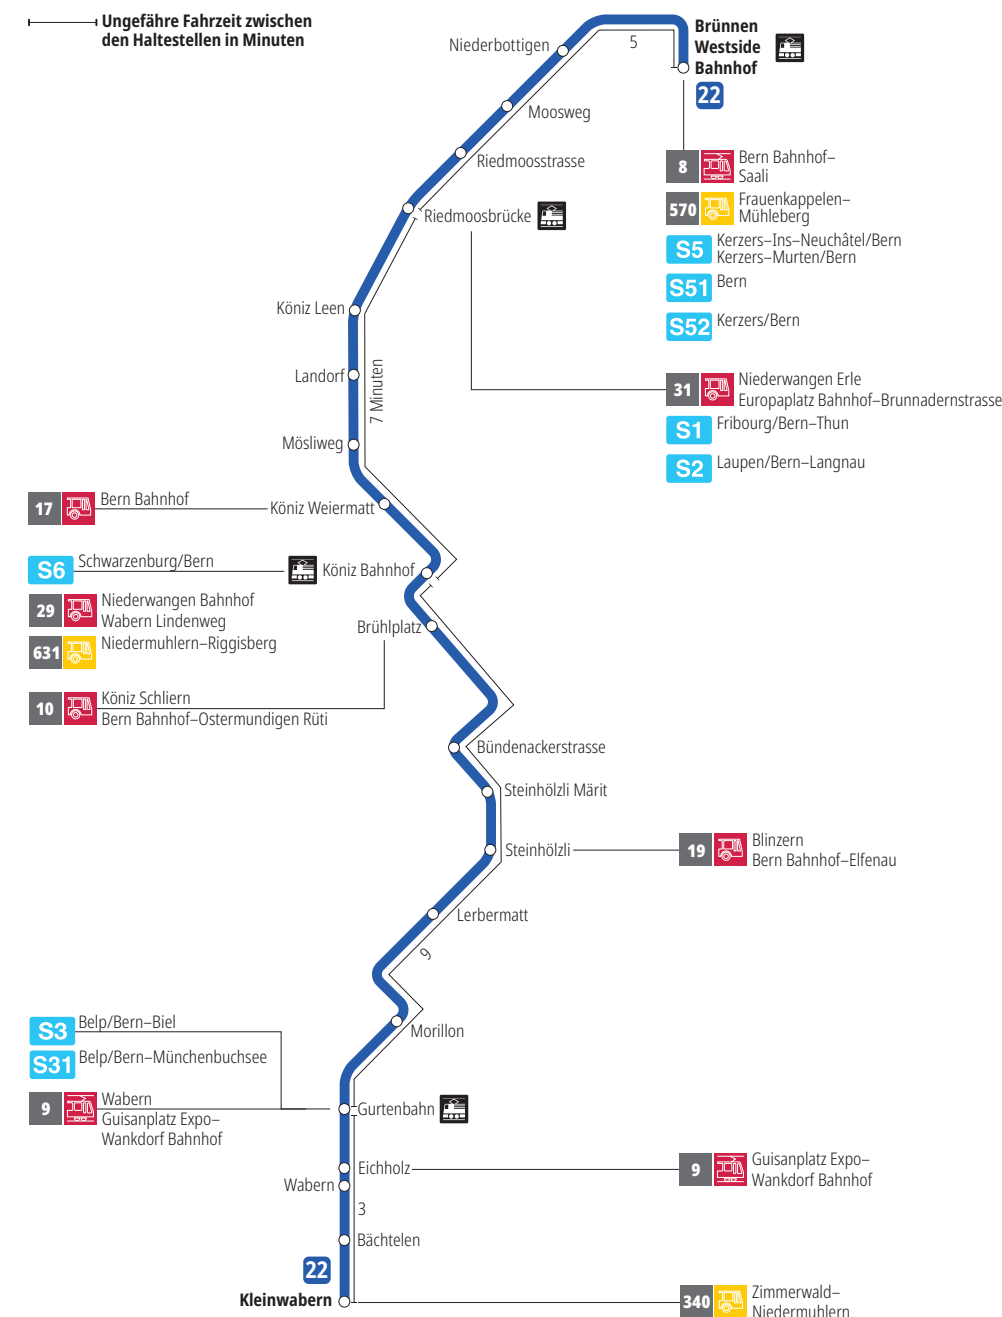 Ungefähre Fahrzeit zwischen
den Haltestellen in Minuten
Brünnen
Westside
Bahnhof
22
5
Niederbottigen
Moosweg
Riedmoosstrasse
Riedmoosbrücke
8
Bern Bahnhof–
Saali
570
Frauenkappelen–
Mühleberg
S5
Kerzers–Ins–Neuchâtel/Bern
Kerzers–Murten/Bern
S51
Bern
S52
Kerzers/Bern
Köniz Leen
Landorf
7 Minuten
Mösliweg
31
Niederwangen Erle
Europaplatz Bahnhof–Brunnadernstrasse
S1
Fribourg/Bern–Thun
S2
Laupen/Bern–Langnau
17
Bern Bahnhof
Köniz Weiermatt
S6
Schwarzenburg/Bern
Köniz Bahnhof
29
Niederwangen Bahnhof
Wabern Lindenweg
631
Niedermuhlern–Riggisberg
Brühlplatz
10
Köniz Schliern
Bern Bahnhof–Ostermundigen Rüti
Bündenackerstrasse
Steinhölzli Märit
Steinhölzli
19
Blinzern
Bern Bahnhof–Elfenau
Lerbermatt
9
Morillon
S3
Belp/Bern–Biel
S31
Belp/Bern–Münchenbuchsee
9
Wabern
Guisanplatz Expo–
Wankdorf Bahnhof
Gurtenbahn
Eichholz
9
Guisanplatz Expo–
Wankdorf Bahnhof
Wabern
3
Bächtelen
22
Kleinwabern
340
Zimmerwald–
Niedermuhlern